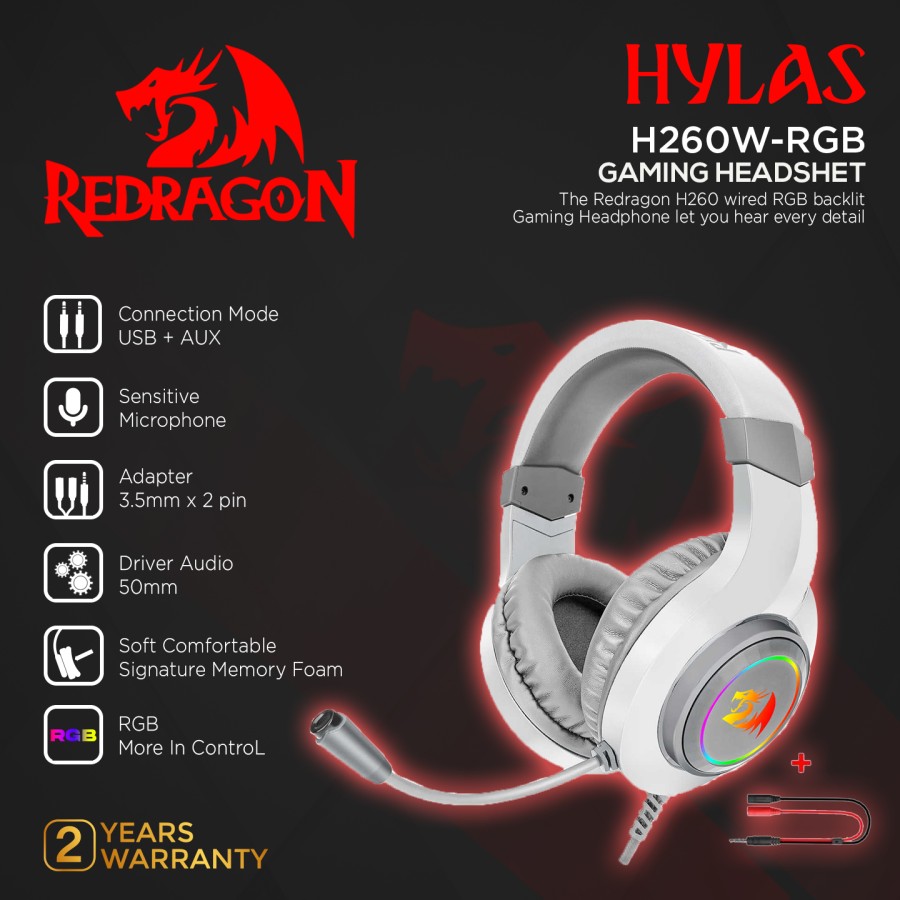 REDRAGON
HYLAS
H260W-RGB
GAMING HEADSHET
The Redragon H260 wired RGB backlit
Gaming Headphone let you hear every detail
Connection Mode
USB + AUX
Sensitive
Microphone
Adapter
3.5mm x 2 pin
Driver Audio
50mm
Soft Comfortable
Signature Memory Foam
RGB
RGB
More In ControL
2 YEARS
WARRANTY